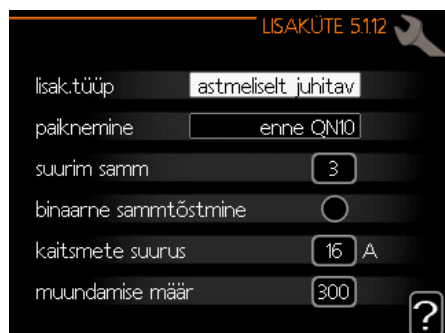 LISAKÜTE 5.1.12
lisak.tüüp astmeliselt juhitav
paiknemine enne QN10
suurim samm 3
binaarne sammtõstmine
kaitsmete suurus 16 A
muundamise määr 300
?